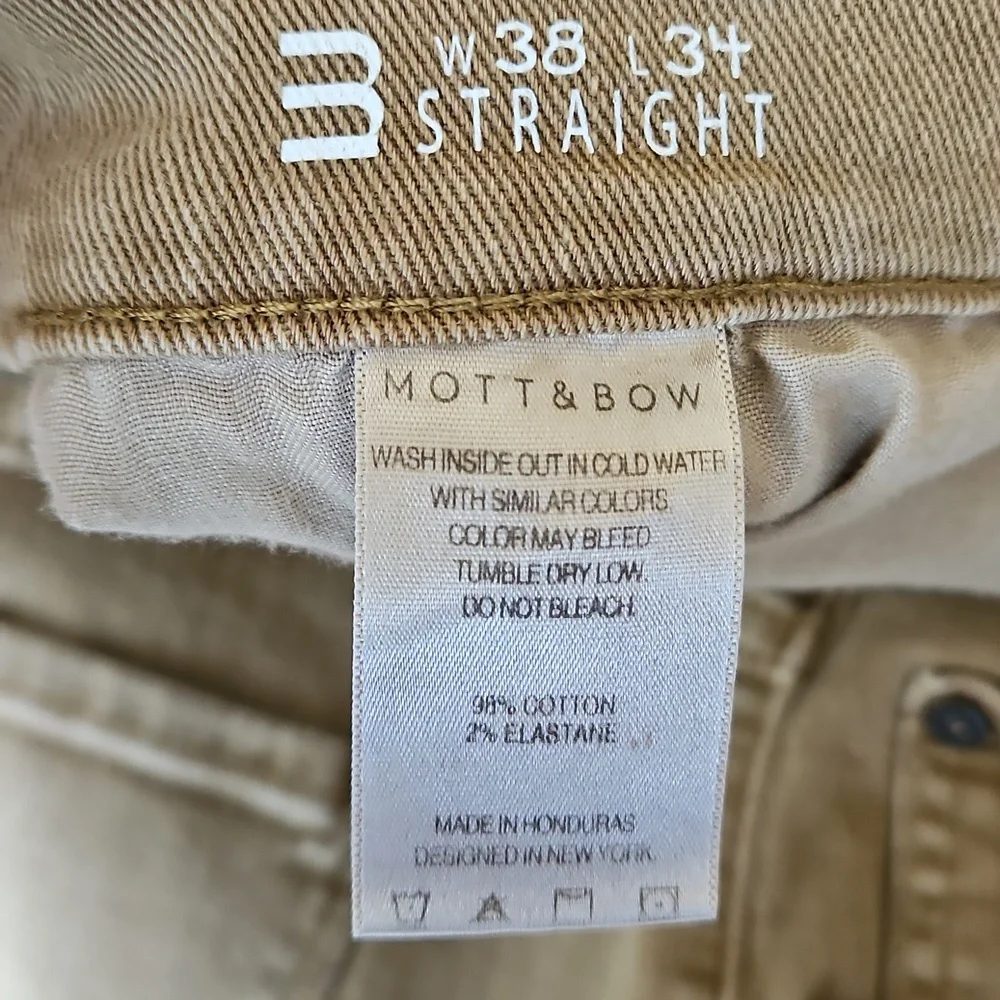 W 38 L 34
STRAIGHT
MOTT & BOW
WASH INSIDE OUT IN COLD WATER
WITH SIMILAR COLORS
COLOR MAY BLEED
TUMBLE DRY LOW.
DO NOT BLEACH.
98% COTTON
2% ELASTANE
MADE IN HONDURAS
DESIGNED IN NEW YORK